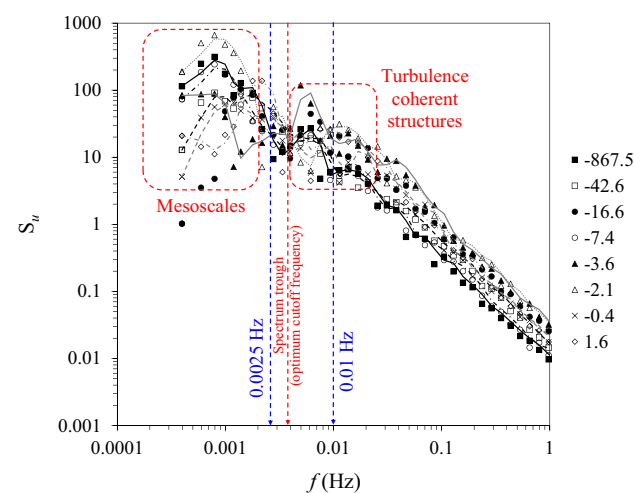 1000
100
10
1
0.1
0.01
0.001
S_u
Mesoscales
Turbulence
coherent
structures
0.0025 Hz
Spectrum trough
(optimum cutoff frequency)
0.01 Hz
-867.5
-42.6
-16.6
-7.4
-3.6
-2.1
-0.4
1.6
0.0001
0.001
0.01
0.1
1
f (Hz)